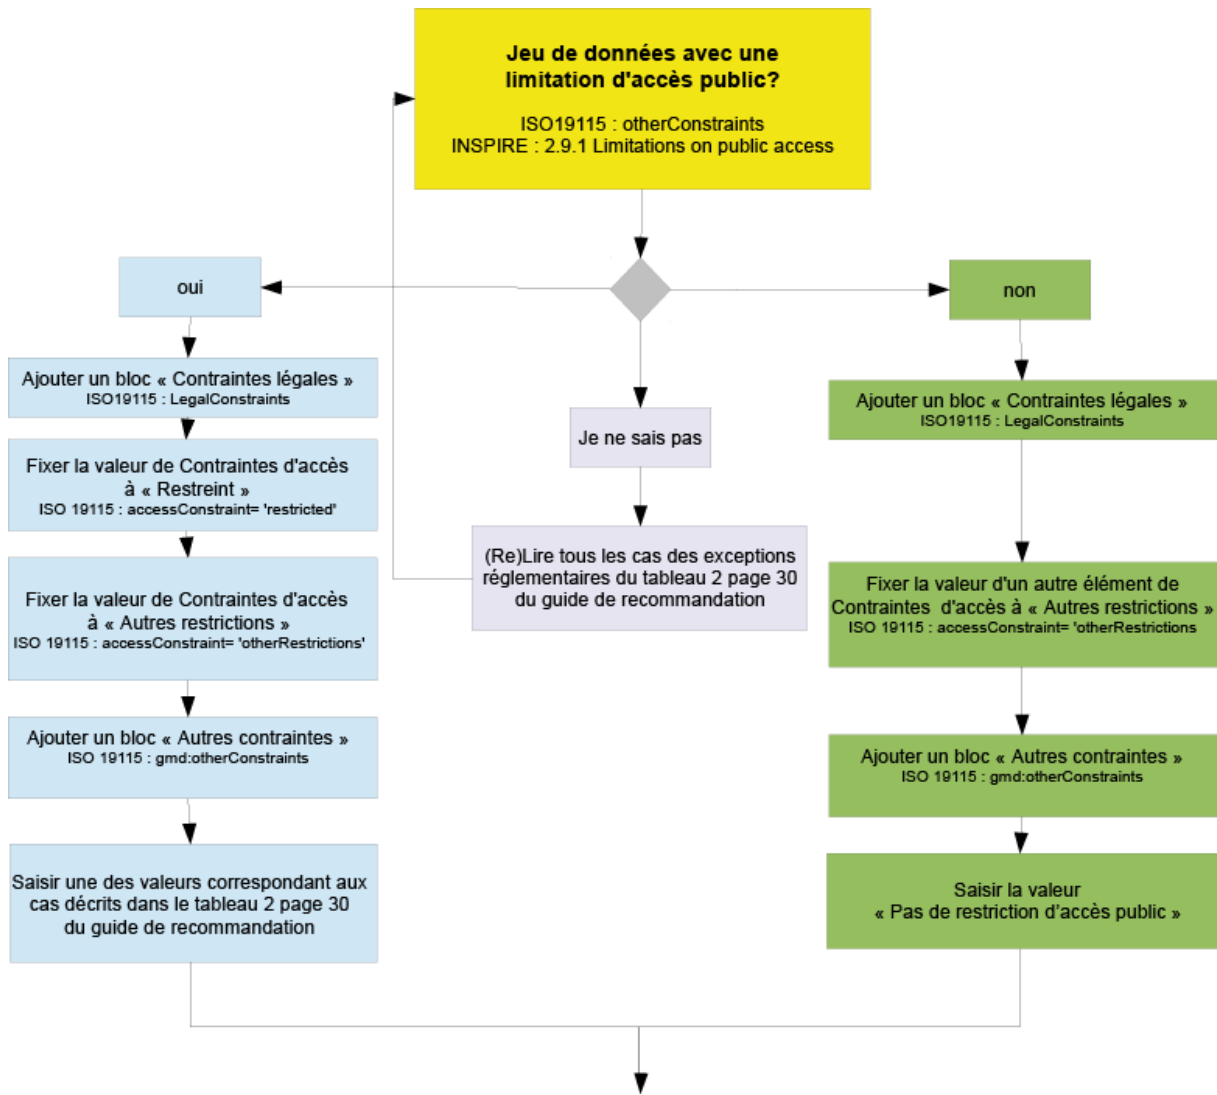 Jeu de données avec une
limitation d'accès public?
ISO19115 : otherConstraints
INSPIRE : 2.9.1 Limitations on public access
oui
non
Ajouter un bloc « Contraintes légales »
ISO19115 : LegalConstraints
Fixer la valeur de Contraintes d'accès
à « Restreint »
ISO 19115 : accessConstraint= 'restricted'
Fixer la valeur de Contraintes d'accès
à « Autres restrictions »
ISO 19115 : accessConstraint= 'otherRestrictions'
Ajouter un bloc « Autres contraintes »
ISO 19115 : gmd:otherConstraints
Saisir une des valeurs correspondant aux
cas décrits dans le tableau 2 page 30
du guide de recommandation
Je ne sais pas
(Re)Lire tous les cas des exceptions
réglementaires du tableau 2 page 30
du guide de recommandation
Ajouter un bloc « Contraintes légales »
ISO19115 : LegalConstraints
Fixer la valeur d'un autre élément de
Contraintes d'accès à « Autres restrictions »
ISO 19115 : accessConstraint= 'otherRestrictions
Ajouter un bloc « Autres contraintes »
ISO 19115 : gmd:otherConstraints
Saisir la valeur
« Pas de restriction d’accès public »